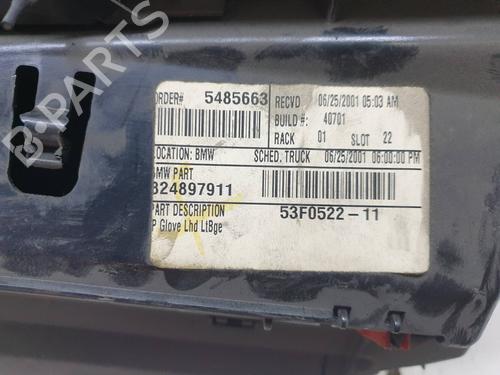 B-PARTS
ORDER# 5485663 RECVD 06/25/2001 05:03 AM
BUILD #: 40701
RACK 01 SLOT 22
LOCATION: BMW SCHED. TRUCK 06/25/2001 06:00:00 PM
BMW PART
824897911
PART DESCRIPTION 53F0522-11
P Glove Lhd LtBge